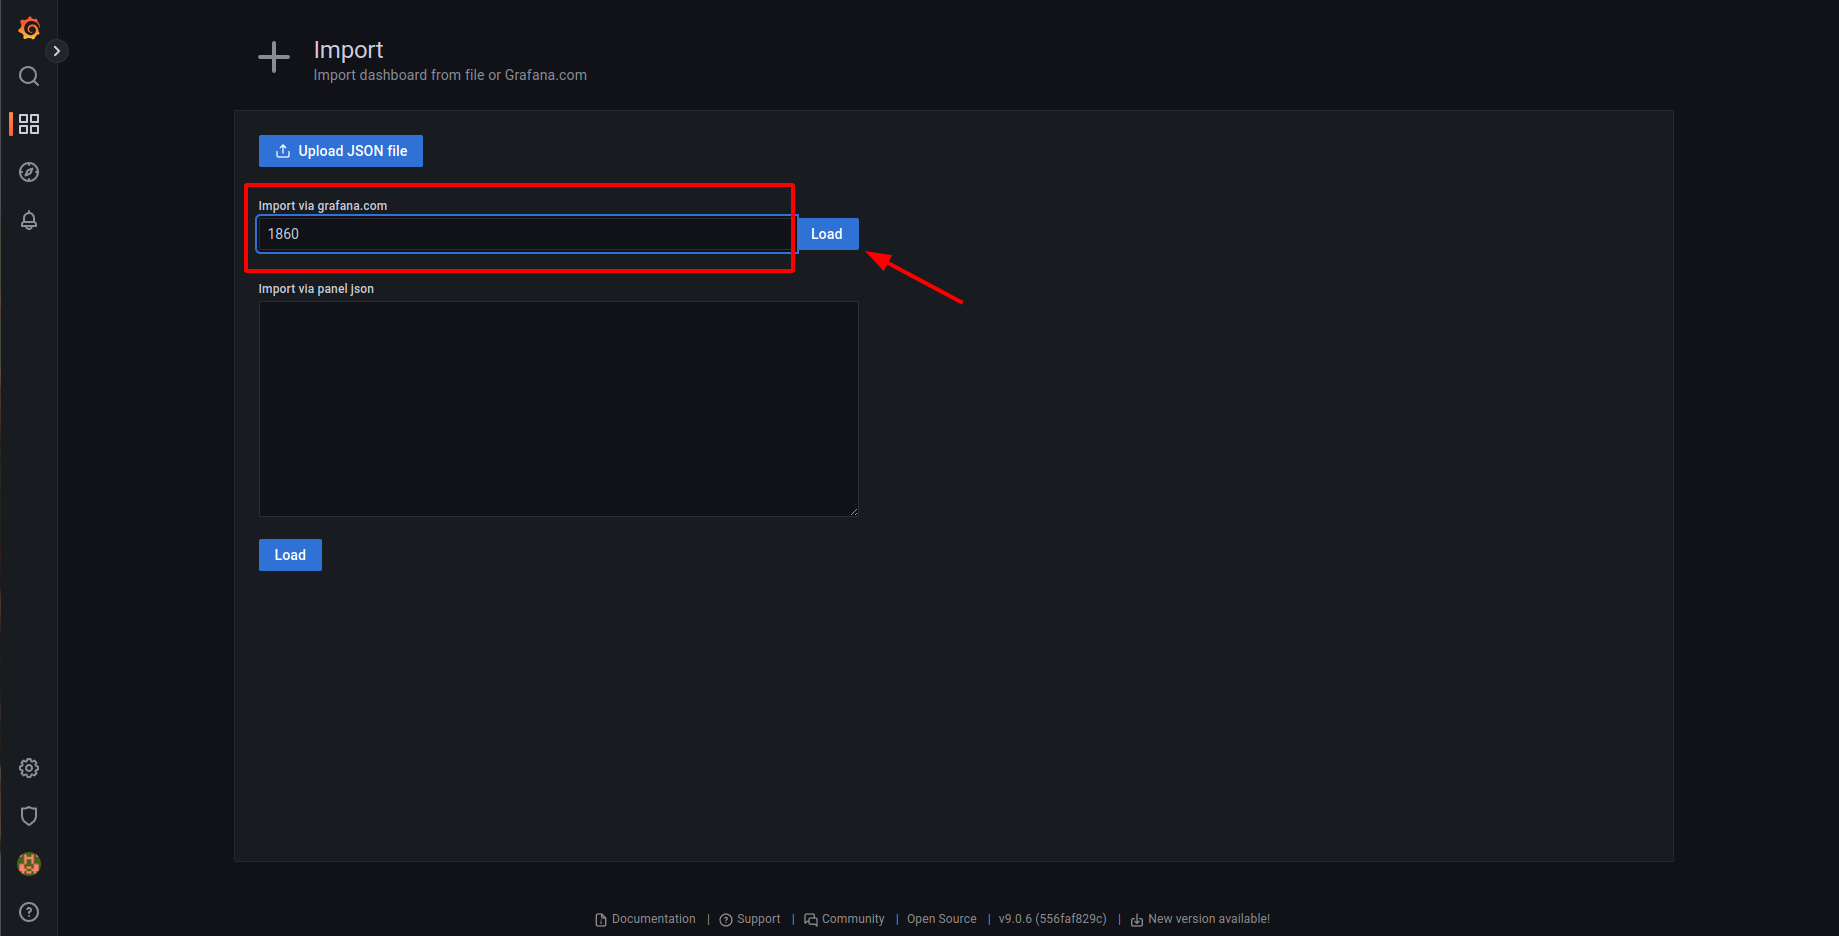 Import
Import dashboard from file or Grafana.com
Upload JSON file
Import via grafana.com
1860
Load
Import via panel json
Load
Documentation | Support | Community | Open Source | v9.0.6 (556faf829c) | New version available!